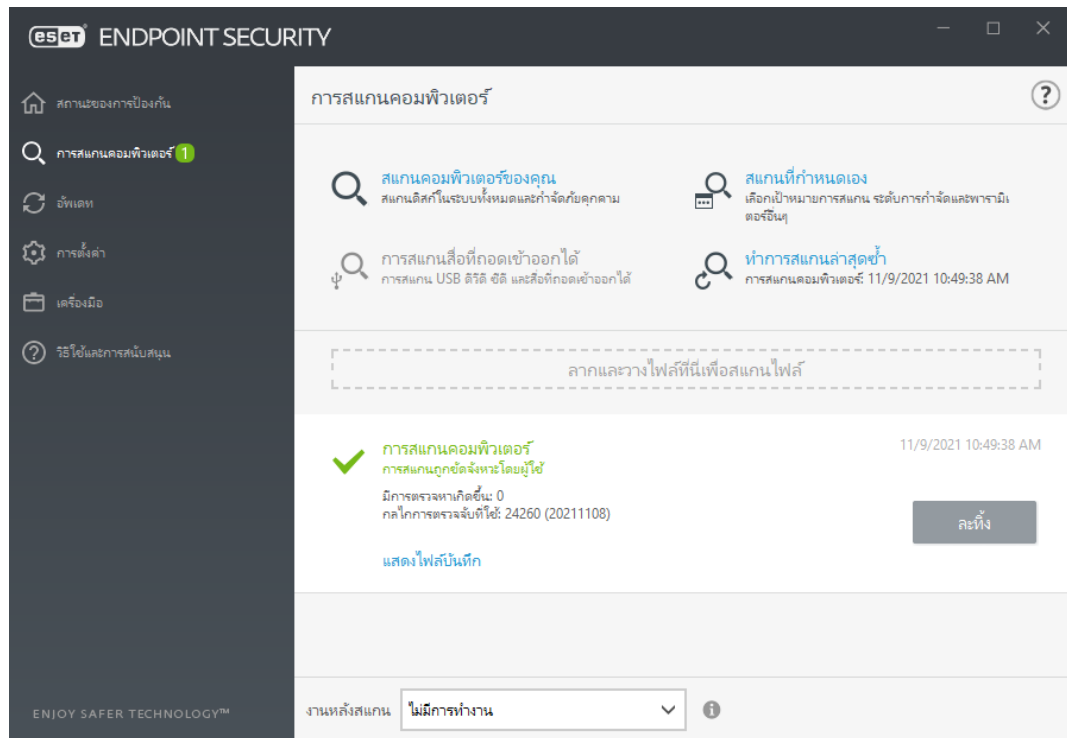 eset ENDPOINT SECURITY
สถานะของการป้องกัน
การสแกนคอมพิวเตอร์ 1
อัพเดท
การตั้งค่า
เครื่องมือ
วิธีใช้และการสนับสนุน
ENJOY SAFER TECHNOLOGY™
การสแกนคอมพิวเตอร์
?
สแกนคอมพิวเตอร์ของคุณ
สแกนดิสก์ในระบบทั้งหมดและกำจัดภัยคุกคาม
สแกนที่กำหนดเอง
เลือกเป้าหมายการสแกน ระดับการกำจัดและพารามิเ
ตอร์อื่นๆ
การสแกนสื่อที่ถอดเข้าออกได้
การสแกน USB ดีวีดี ซีดี และสื่อที่ถอดเข้าออกได้
ทำการสแกนล่าสุดซ้ำ
การสแกนคอมพิวเตอร์: 11/9/2021 10:49:38 AM
ลากและวางไฟล์ที่นี่เพื่อสแกนไฟล์
การสแกนคอมพิวเตอร์
11/9/2021 10:49:38 AM
การสแกนถูกขัดจังหวะโดยผู้ใช้
มีการตรวจหาเกิดขึ้น: 0
กลไกการตรวจจับที่ใช้: 24260 (20211108)
ละทิ้ง
แสดงไฟล์บันทึก
งานหลังสแกน ไม่มีการทำงาน